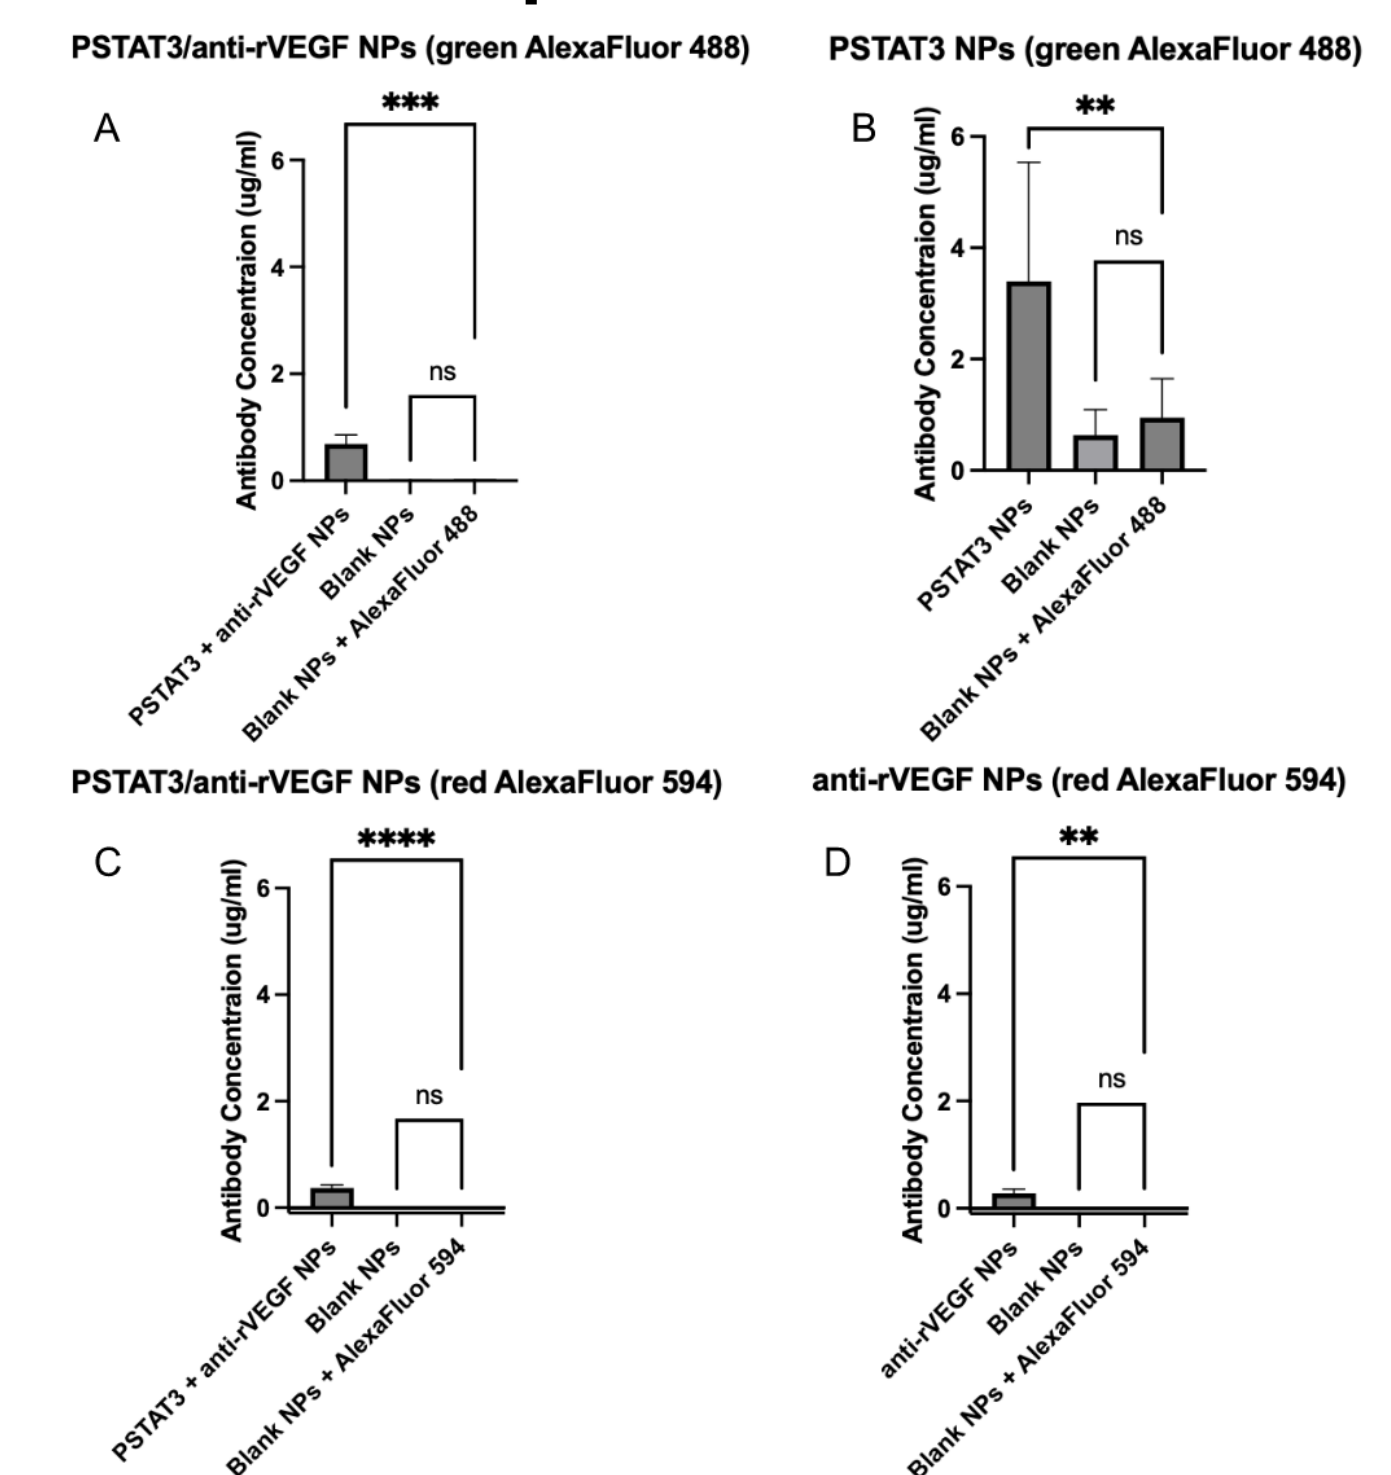 PSTAT3/anti-rVEGF NPs (green AlexaFluor 488)
A
***
Antibody Concentraion (ug/ml)
6
4
2
0
ns
PSTAT3 + anti-rVEGF NPs
Blank NPs
Blank NPs + AlexaFluor 488
PSTAT3 NPs (green AlexaFluor 488)
B
**
Antibody Concentraion (ug/ml)
6
4
2
0
ns
PSTAT3 NPs
Blank NPs
Blank NPs + AlexaFluor 488
PSTAT3/anti-rVEGF NPs (red AlexaFluor 594)
C
****
Antibody Concentraion (ug/ml)
6
4
2
0
ns
PSTAT3 + anti-rVEGF NPs
Blank NPs
Blank NPs + AlexaFluor 594
anti-rVEGF NPs (red AlexaFluor 594)
D
**
Antibody Concentraion (ug/ml)
6
4
2
0
ns
anti-rVEGF NPs
Blank NPs
Blank NPs + AlexaFluor 594